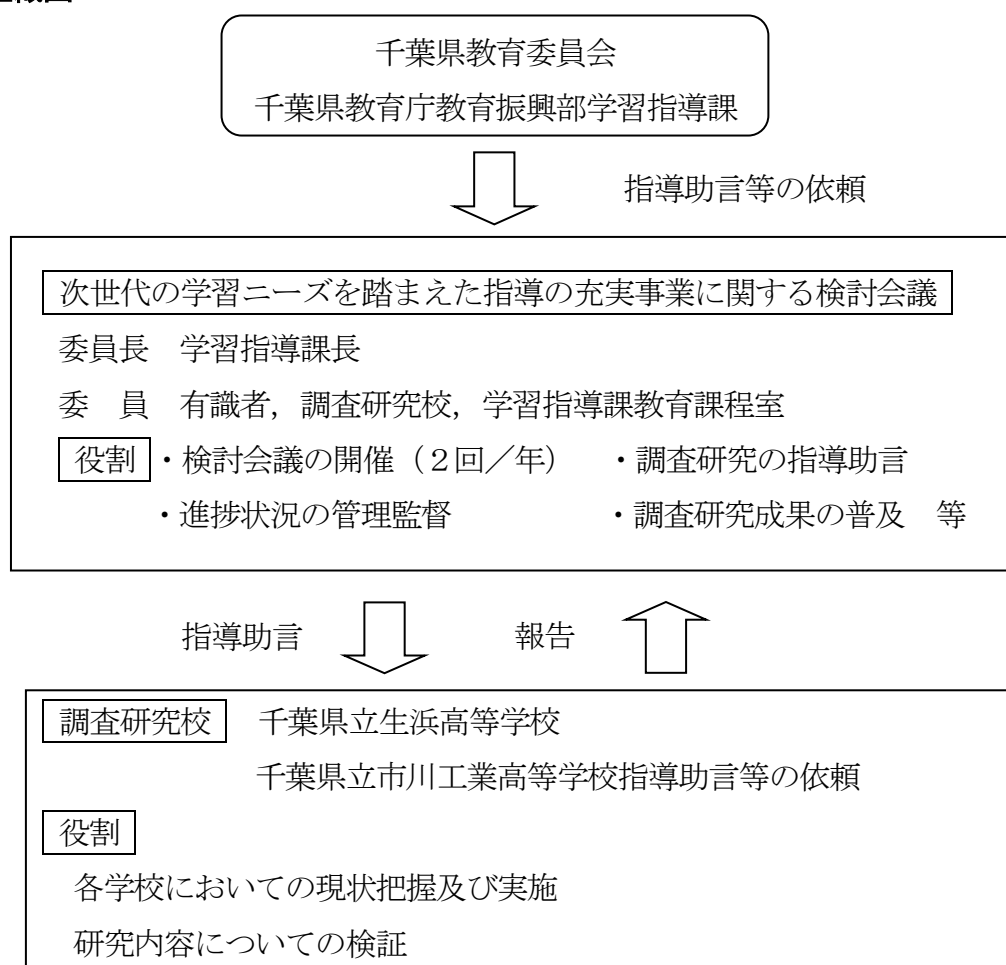 千葉県教育委員会
千葉県教育庁教育振興部学習指導課
指導助言等の依頼
次世代の学習ニーズを踏まえた指導の充実事業に関する検討会議
委員長 学習指導課長
委 員 有識者，調査研究校，学習指導課教育課程室
役割 ・検討会議の開催（２回／年） ・調査研究の指導助言
・進捗状況の管理監督 ・調査研究成果の普及 等
指導助言 報告
調査研究校 千葉県立生浜高等学校
千葉県立市川工業高等学校指導助言等の依頼
役割
各学校においての現状把握及び実施
研究内容についての検証